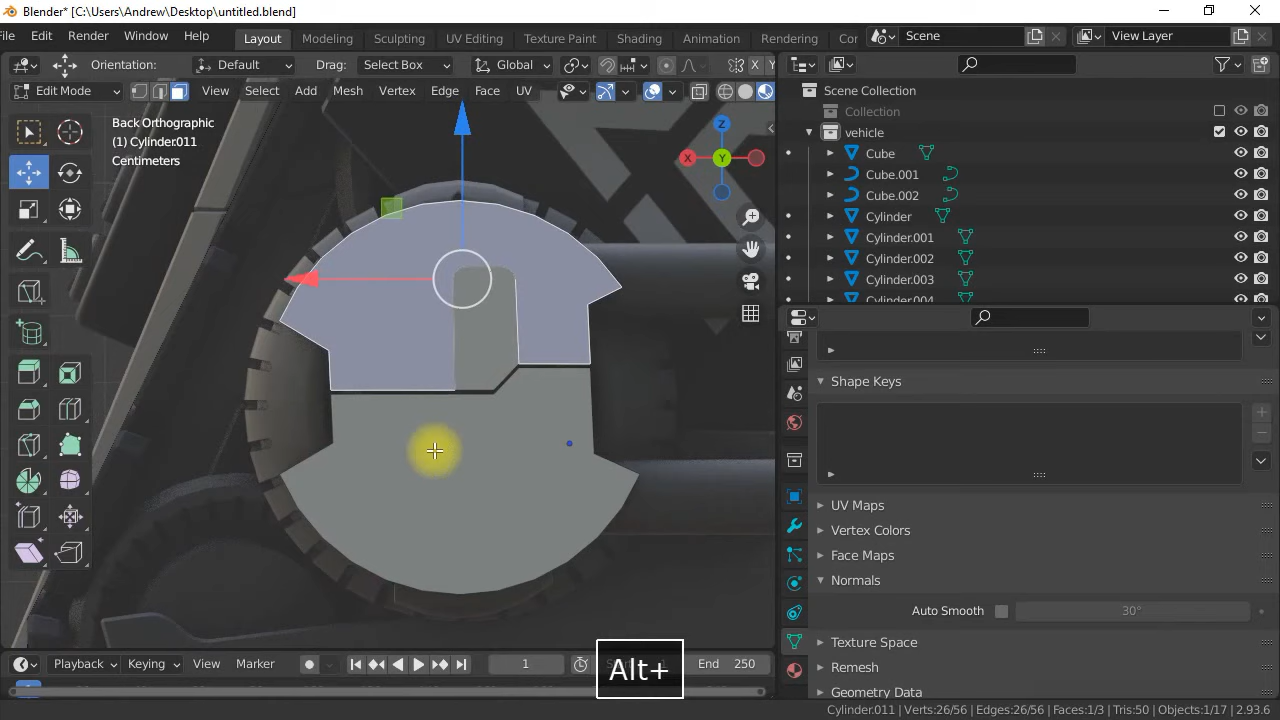 Blender* [C:\Users\Andrew\Desktop\untitled.blend]
File Edit Render Window Help Layout Modeling Sculpting UV Editing Texture Paint Shading Animation Rendering Cor Scene View Layer
Orientation: Default Drag: Select Box Global X Y
Edit Mode View Select Add Mesh Vertex Edge Face UV
Back Orthographic
(1) Cylinder.011
Centimeters
Z
X
Y
Scene Collection
Collection
vehicle
Cube
Cube.001
Cube.002
Cylinder
Cylinder.001
Cylinder.002
Cylinder.003
Cylinder.004
Shape Keys
UV Maps
Vertex Colors
Face Maps
Normals
Auto Smooth 30°
Texture Space
Remesh
Geometry Data
Playback Keying View Marker 1 End 250
Alt+
Cylinder.011 | Verts:26/56 | Edges:26/56 | Faces:1/3 | Tris:50 | Objects:1/17 | 2.93.6